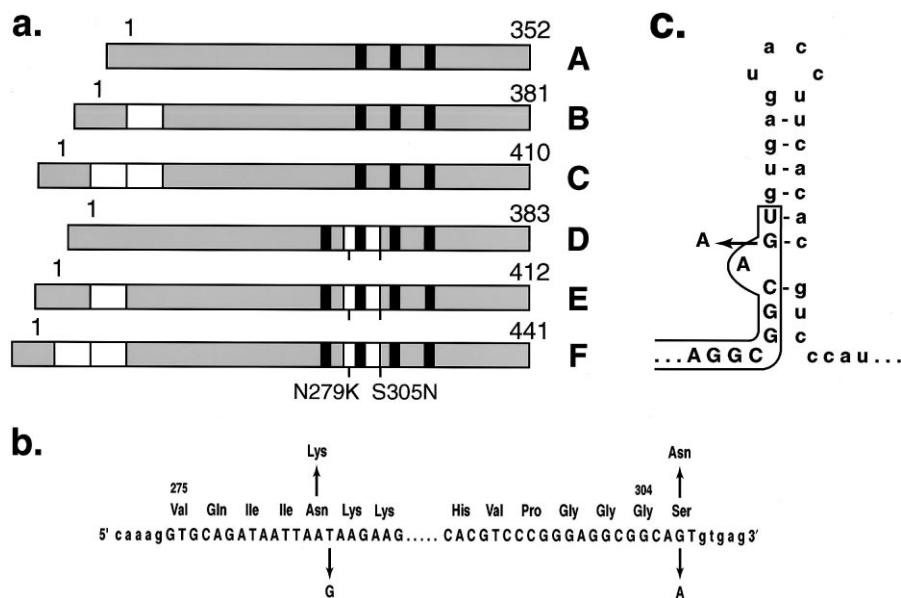 a.
1 352
A
1 381
B
1 410
C
1 383
D
1 412
E
1 441
F
N279K S305N
c.
a c
u c
g u
a - u
g - c
u - a
g - c
U - a
A G - c
A
C - g
G u
G c
...AGGC ccau...
b.
Lys Asn
275 304
Val Gln Ile Ile Asn Lys Lys His Val Pro Gly Gly Gly Ser
5' caaagGTGCAGATAATTAATAAGAAG.....CACGTCCCGGGAGGCGGCAGTgtgag3'
G A